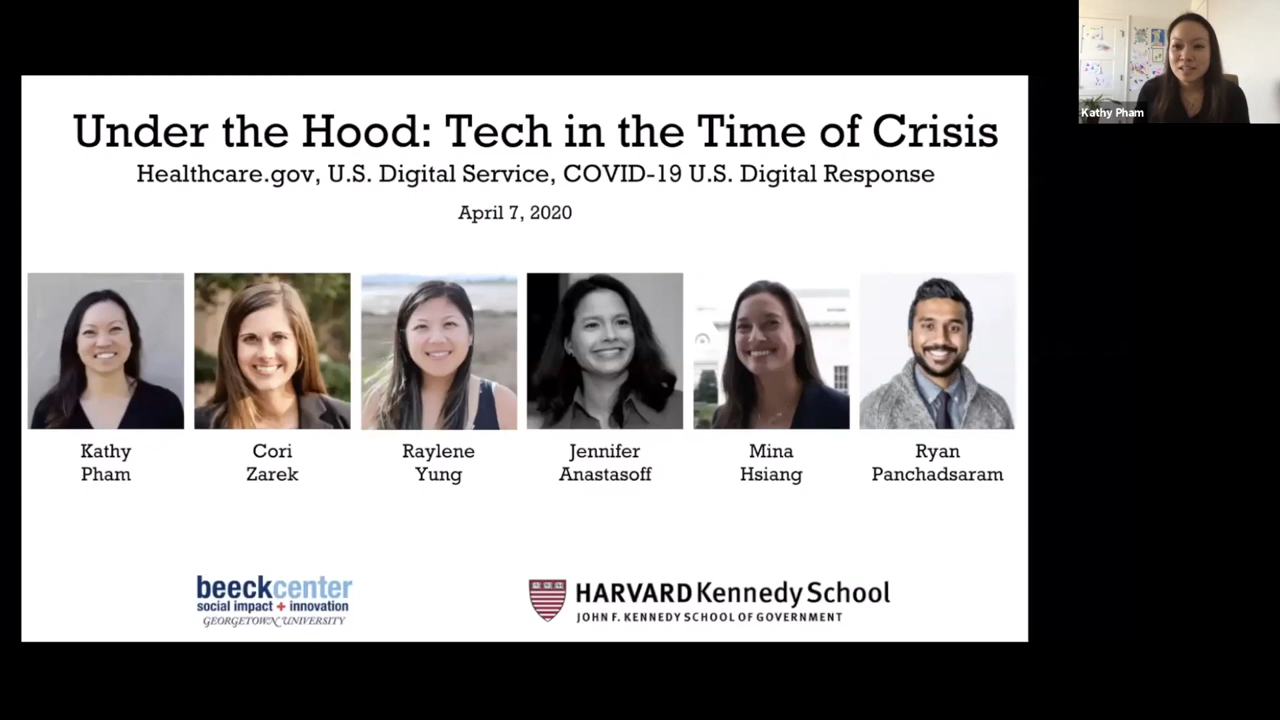 Under the Hood: Tech in the Time of Crisis
Healthcare.gov, U.S. Digital Service, COVID-19 U.S. Digital Response
April 7, 2020
Kathy Pham
Kathy
Pham
Cori
Zarek
Raylene
Yung
Jennifer
Anastasoff
Mina
Hsiang
Ryan
Panchadsaram
beeckcenter
social impact + innovation
GEORGETOWN UNIVERSITY
HARVARD Kennedy School
JOHN F. KENNEDY SCHOOL OF GOVERNMENT